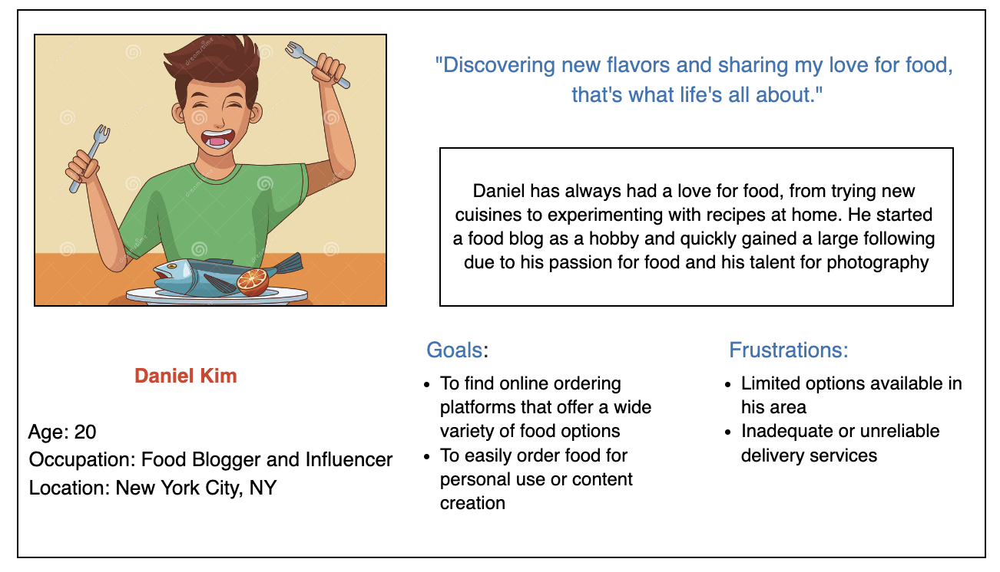 "Discovering new flavors and sharing my love for food,
that's what life's all about."
Daniel has always had a love for food, from trying new
cuisines to experimenting with recipes at home. He started
a food blog as a hobby and quickly gained a large following
due to his passion for food and his talent for photography
Daniel Kim
Age: 20
Occupation: Food Blogger and Influencer
Location: New York City, NY
Goals:
• To find online ordering
platforms that offer a wide
variety of food options
• To easily order food for
personal use or content
creation
Frustrations:
• Limited options available in
his area
• Inadequate or unreliable
delivery services
dreamstime
dreamstime
dreamstime
dreamstime
dreamstime